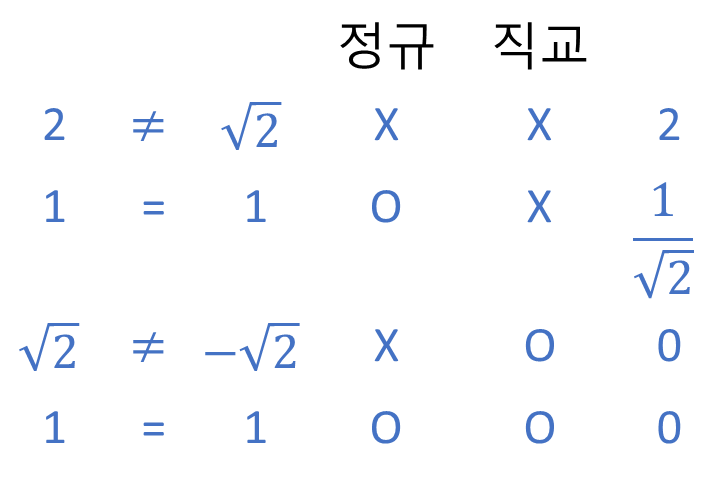 정규 직교
2 ≠ √2 X X 2
1 = 1 O X 1/√2
√2 ≠ −√2 X O 0
1 = 1 O O 0